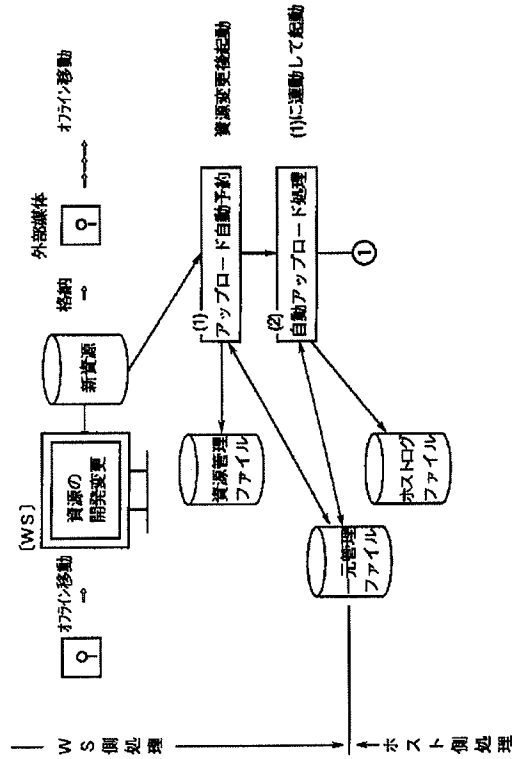 〔WS〕
オフライン移動
資源の
開発変更
新資源
格納
外部媒体
オフライン移動
資源管理
ファイル
(1)
アップロード自動予約
資源変更後起動
一元管理
ファイル
ホストログ
ファイル
(2)
自動アップロード処理
(1)に連動して起動
①
WS側処理
ホスト側処理